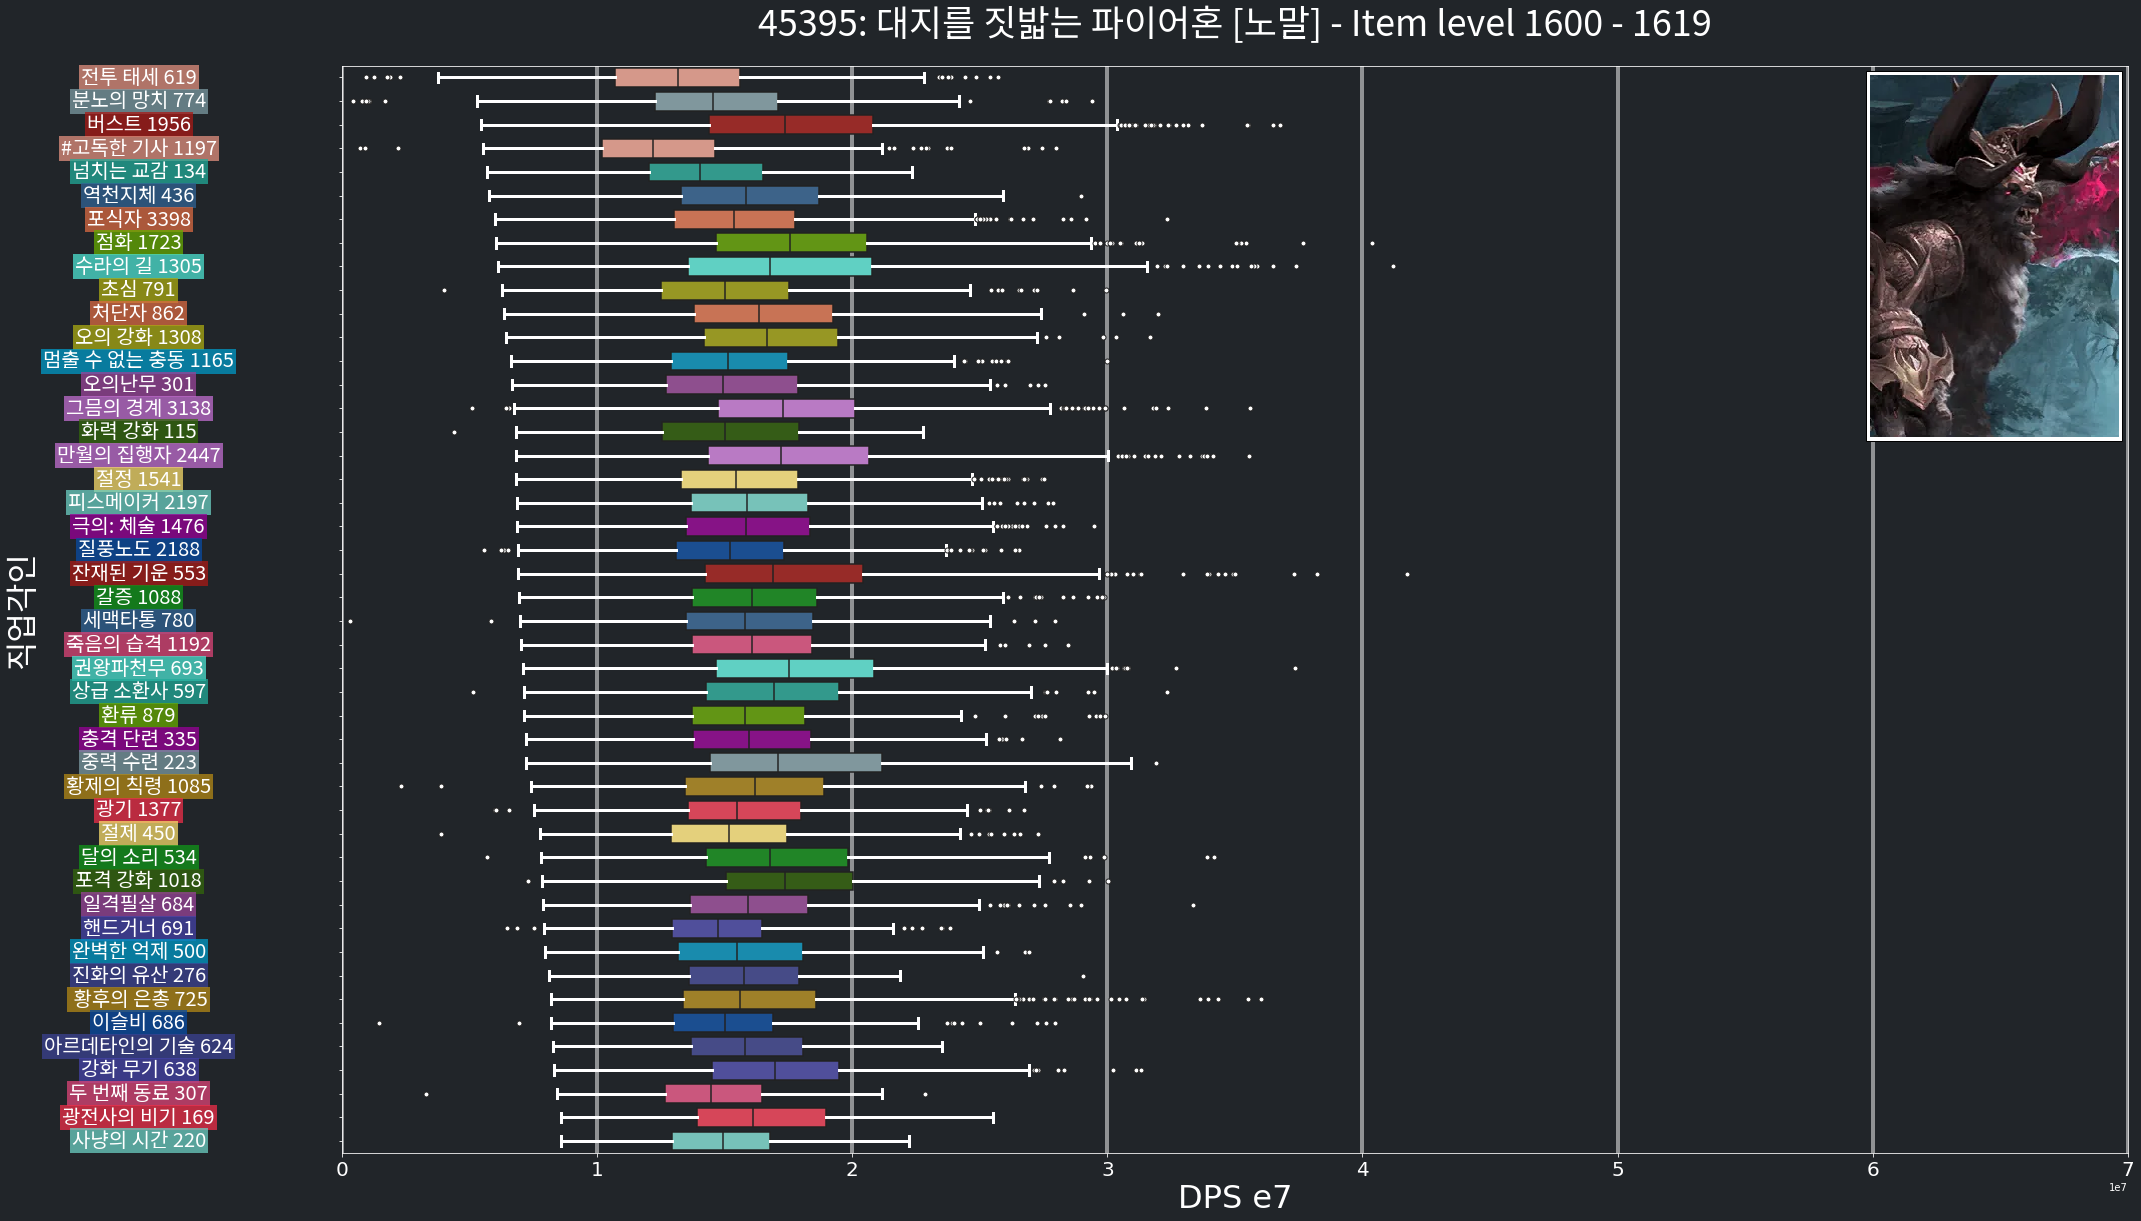 45395: 대지를 짓밟는 파이어혼 [노말] - Item level 1600 - 1619
직업각인
전투 태세 619
분노의 망치 774
버스트 1956
#고독한 기사 1197
넘치는 교감 134
역천지체 436
포식자 3398
점화 1723
수라의 길 1305
초심 791
처단자 862
오의 강화 1308
멈출 수 없는 충동 1165
오의난무 301
그믐의 경계 3138
화력 강화 115
만월의 집행자 2447
절정 1541
피스메이커 2197
극의: 체술 1476
질풍노도 2188
잔재된 기운 553
갈증 1088
세맥타통 780
죽음의 습격 1192
권왕파천무 693
상급 소환사 597
환류 879
충격 단련 335
중력 수련 223
황제의 칙령 1085
광기 1377
절제 450
달의 소리 534
포격 강화 1018
일격필살 684
핸드거너 691
완벽한 억제 500
진화의 유산 276
황후의 은총 725
이슬비 686
아르데타인의 기술 624
강화 무기 638
두 번째 동료 307
광전사의 비기 169
사냥의 시간 220
0 1 2 3 4 5 6 7
DPS e7
1e7